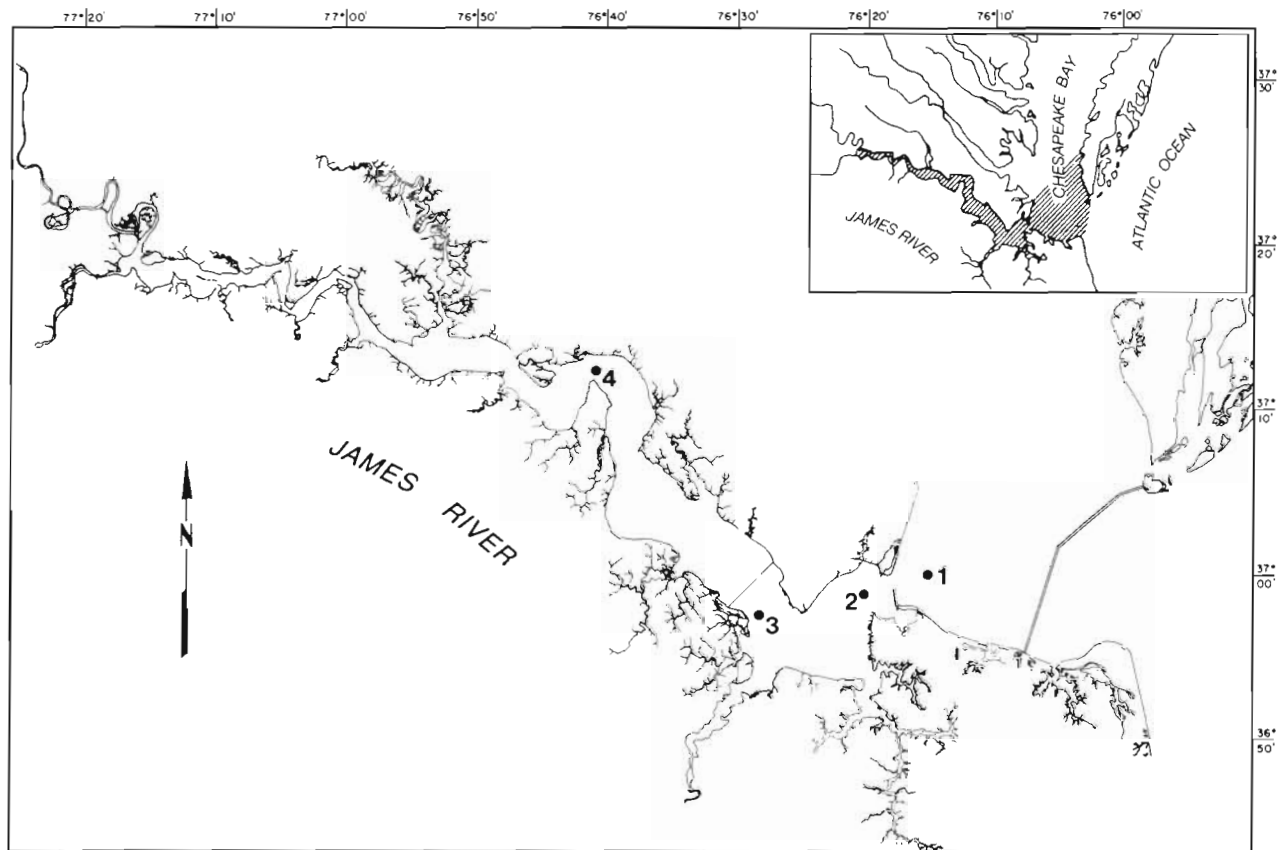 77°20' 77°10' 77°00' 76°50' 76°40' 76°30' 76°20' 76°10' 76°00'
37°
30'
CHESAPEAKE BAY
ATLANTIC OCEAN
JAMES RIVER
37°
20'
4
37°
10'
JAMES RIVER
N
1
37°
00'
2
3
36°
50'